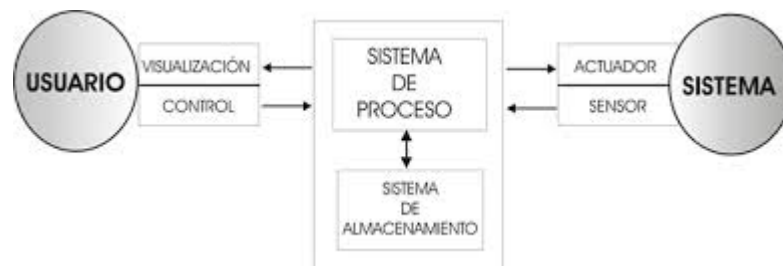 USUARIO
VISUALIZACIÓN
CONTROL
SISTEMA
DE
PROCESO
SISTEMA
DE
ALMACENAMIENTO
ACTUADOR
SENSOR
SISTEMA